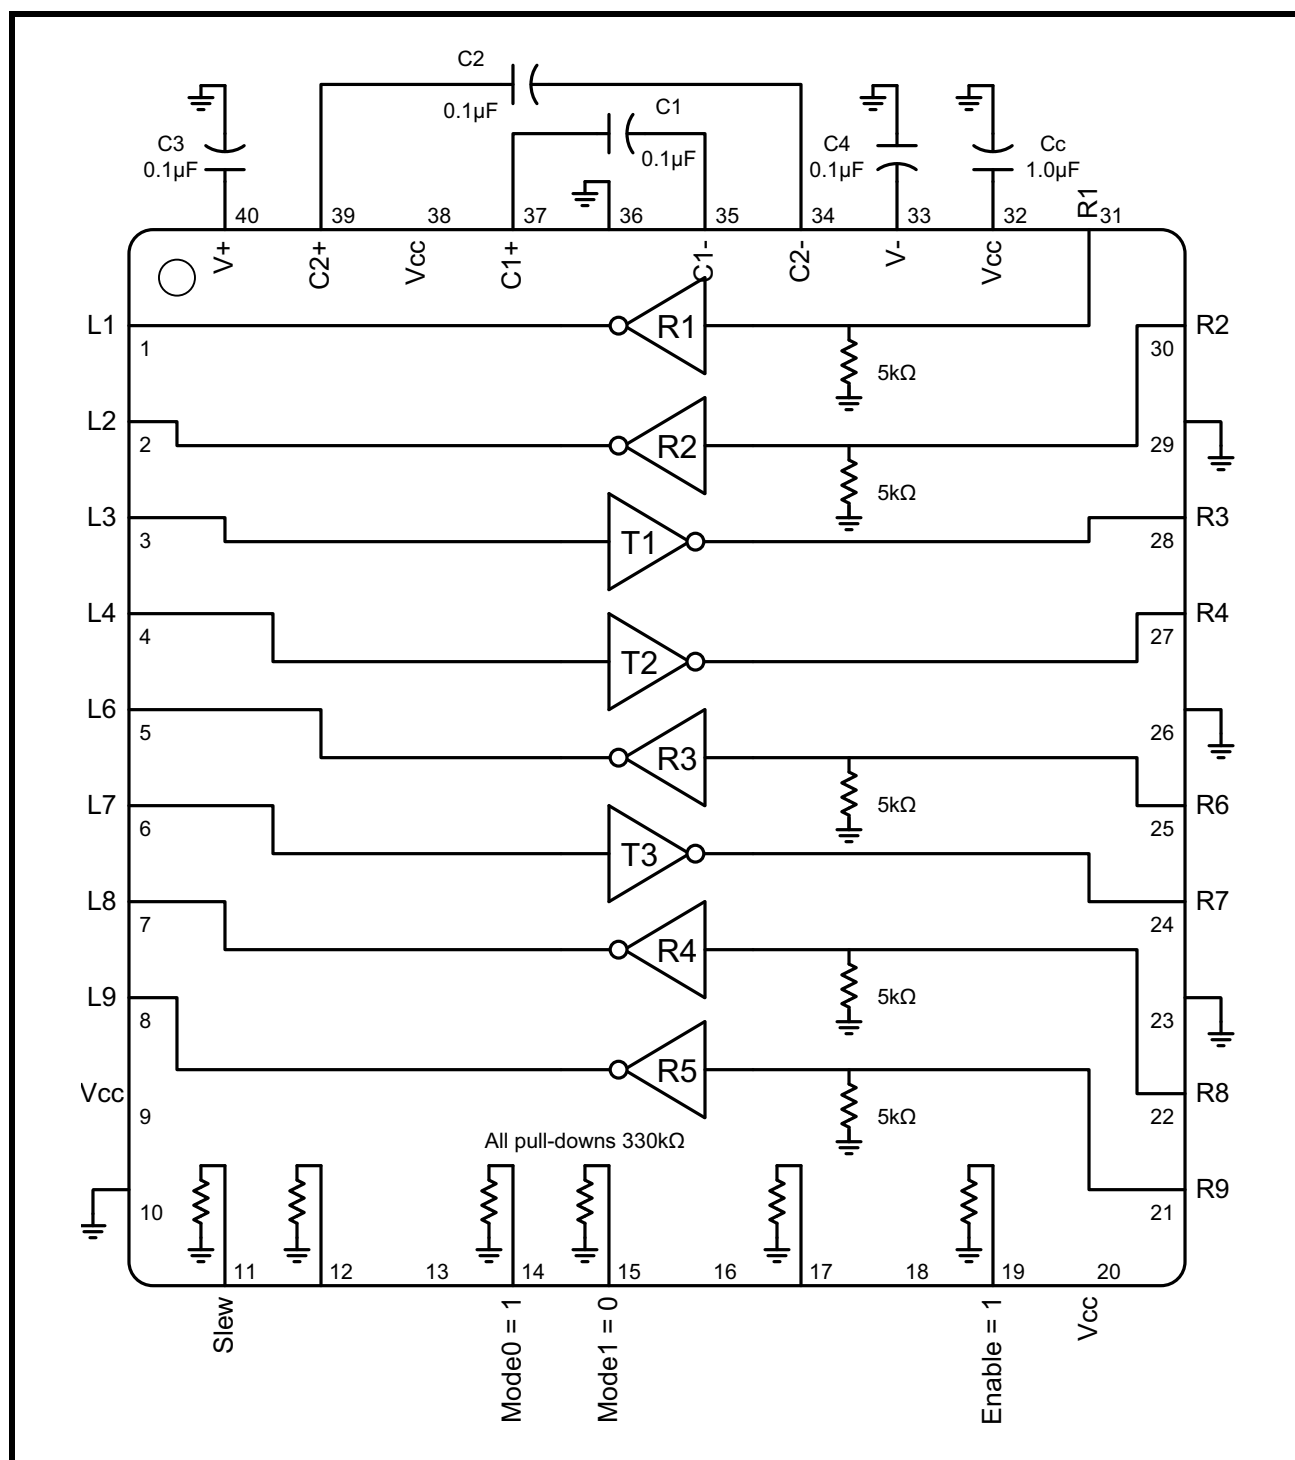 C2
0.1µF
C1
0.1µF
C3
0.1µF
C4
0.1µF
Cc
1.0µF
40
39
38
37
36
35
34
33
32
R1
31
V+
C2+
Vcc
C1+
C1-
C2-
V-
Vcc
L1
1
R1
5kΩ
R2
30
L2
2
R2
5kΩ
29
L3
3
T1
R3
28
L4
4
T2
R4
27
L6
5
R3
5kΩ
26
R6
25
L7
6
T3
R7
24
L8
7
R4
5kΩ
23
L9
8
R5
5kΩ
R8
22
Vcc
9
All pull-downs 330kΩ
R9
21
10
11
12
13
14
15
16
17
18
19
20
Slew
Mode0 = 1
Mode1 = 0
Enable = 1
Vcc